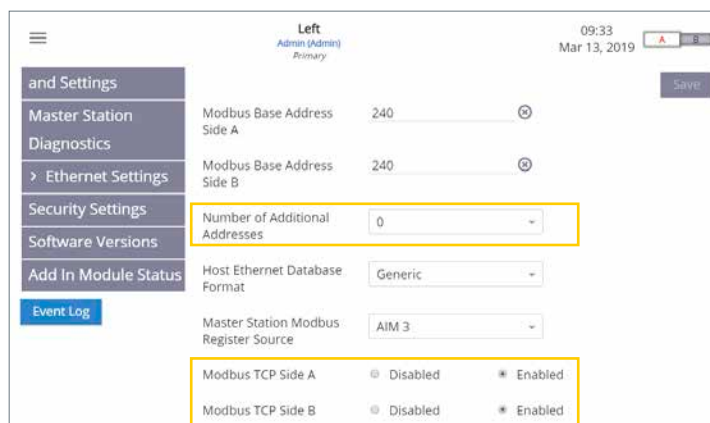 Left
Admin (Admin)
Primary
09:33
Mar 13, 2019
A B
and Settings
Master Station
Diagnostics
> Ethernet Settings
Security Settings
Software Versions
Add In Module Status
Event Log
Save
Modbus Base Address
Side A
240
Modbus Base Address
Side B
240
Number of Additional
Addresses
0
Host Ethernet Database
Format
Generic
Master Station Modbus
Register Source
AIM 3
Modbus TCP Side A Disabled Enabled
Modbus TCP Side B Disabled Enabled